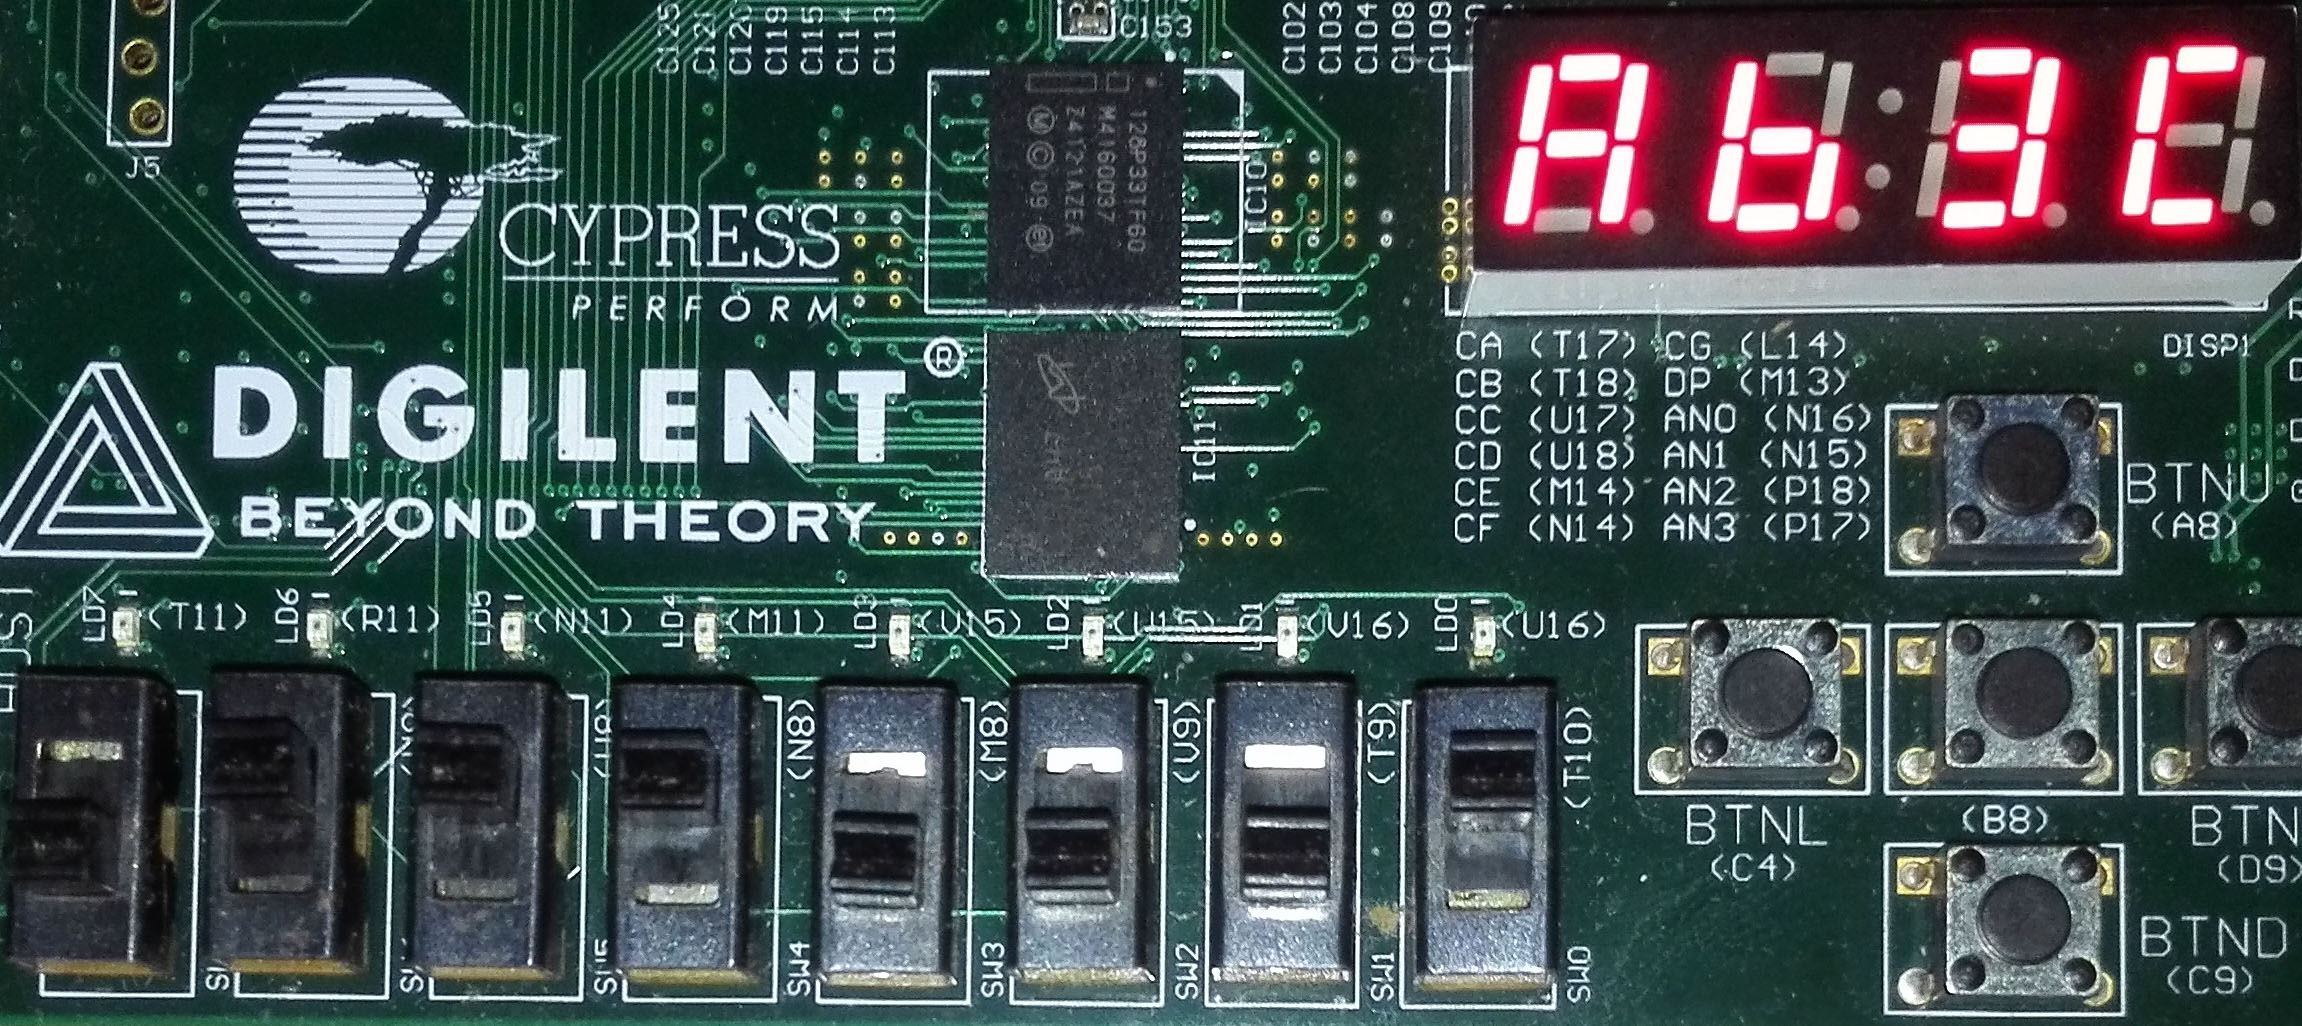 C125
C121
C120
C119
C115
C114
C113
C153
C102
C103
C104
C108
C109
J5
Ab3C
CYPRESS
PERFORM
128P33TF60
M4160037
Z4121AZEA
Ⓜ Ⓒ 09 ⓔ
IC10
DIGILENT®
BEYOND THEORY
IC11
CA (T17) CG (L14)
CB (T18) DP (M13)
CC (U17) AN0 (N16)
CD (U18) AN1 (N15)
CE (M14) AN2 (P18)
CF (N14) AN3 (P17)
DISP1
BTNU
(A8)
LD7 (T11) LD6 (R11) LD5 (N11) LD4 (M11) LD3 (V15) LD2 (U15) LD1 (V16) LD0 (U16)
(N8) (M8) (V9) (T9) (T10)
BTNL
(C4)
(B8)
BTN
(D9)
SW5 SW4 SW3 SW2 SW1 SW0
BTND
(C9)